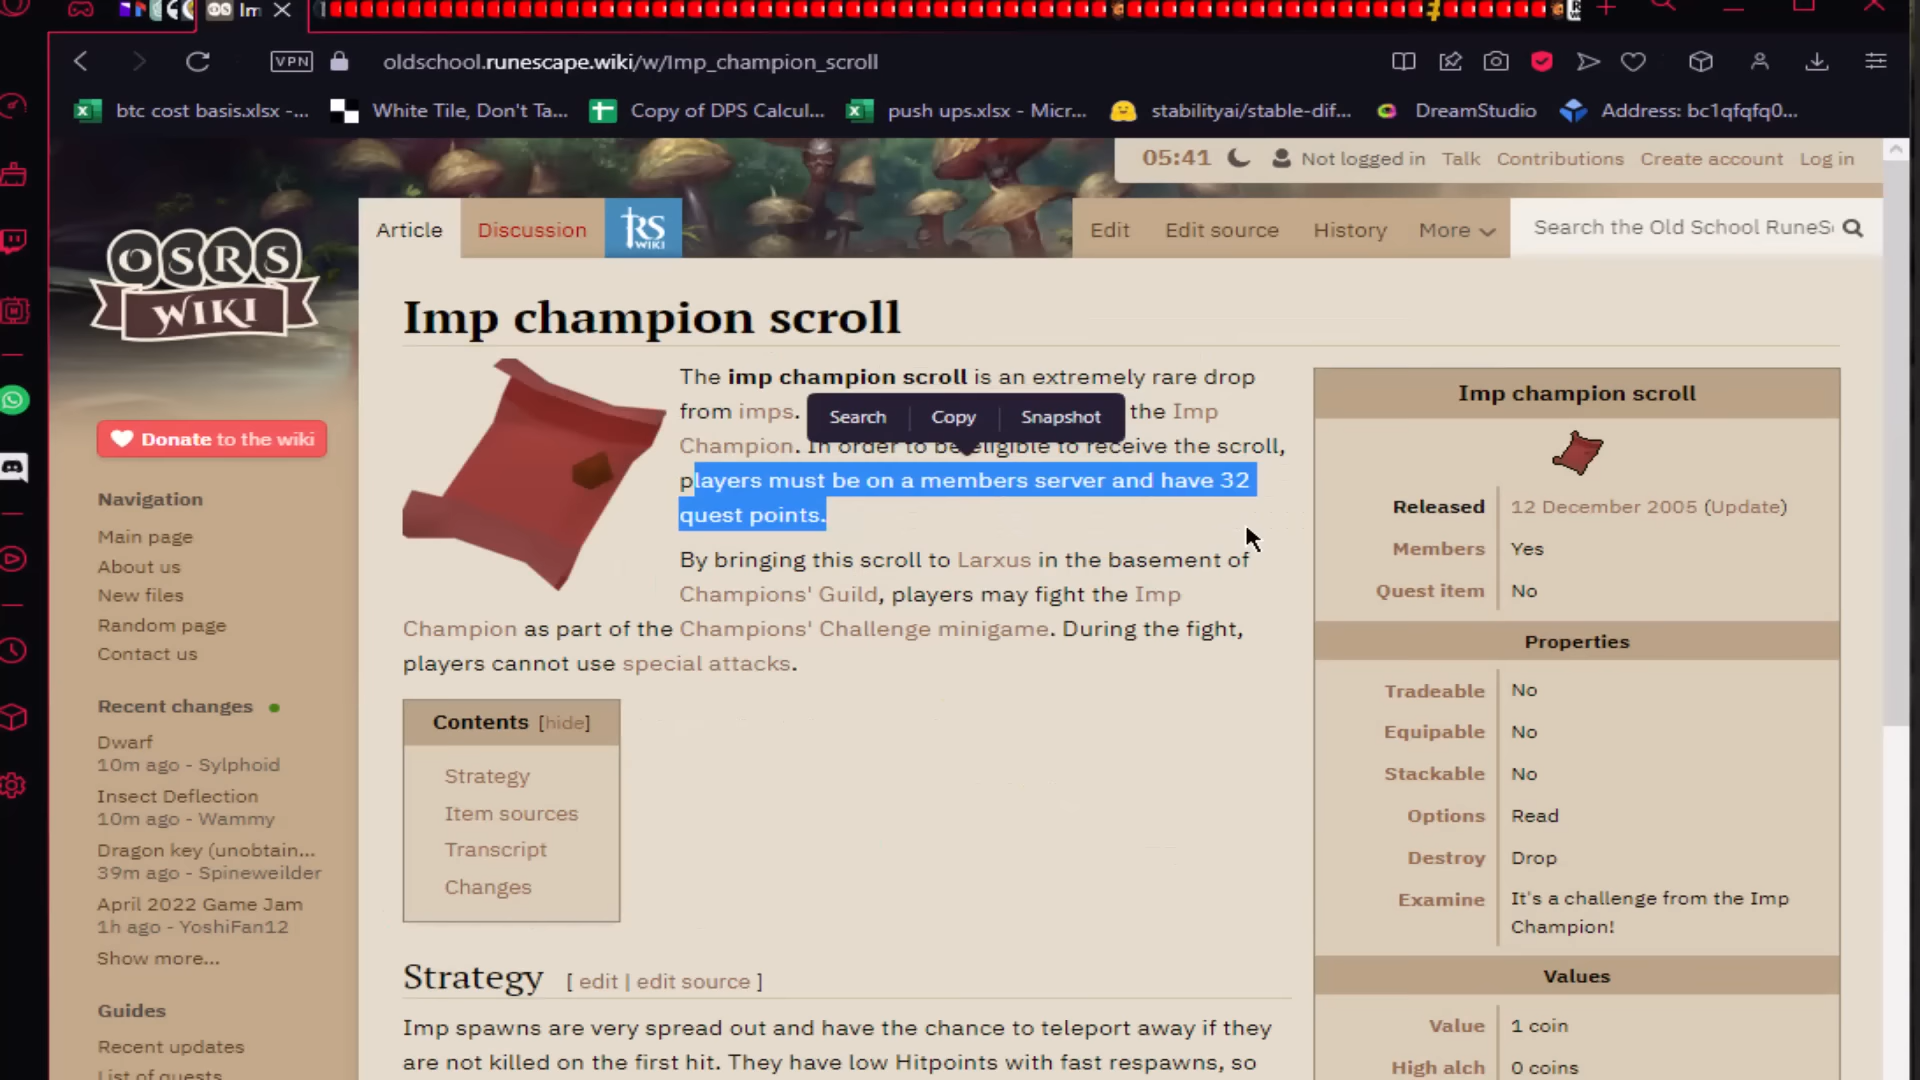 Im
VPN
oldschool.runescape.wiki/w/Imp_champion_scroll
btc cost basis.xlsx -...
White Tile, Don't Ta...
Copy of DPS Calcul...
push ups.xlsx - Micr...
stabilityai/stable-dif...
DreamStudio
Address: bc1qfqfq0...
05:41
Not logged in
Talk
Contributions
Create account
Log in
OSRS
WIKI
Article
Discussion
RS
WIKI
Edit
Edit source
History
More
Search the Old School RuneS
Donate to the wiki
Navigation
Main page
About us
New files
Random page
Contact us
Recent changes
Dwarf
10m ago - Sylphoid
Insect Deflection
10m ago - Wammy
Dragon key (unobtain...
39m ago - Spineweilder
April 2022 Game Jam
1h ago - YoshiFan12
Show more...
Guides
Recent updates
List of quests
Imp champion scroll
The imp champion scroll is an extremely rare drop
from imps.
the Imp
Search
Copy
Snapshot
Champion. In order to be eligible to receive the scroll,
players must be on a members server and have 32
quest points.
By bringing this scroll to Larxus in the basement of
Champions' Guild, players may fight the Imp
Champion as part of the Champions' Challenge minigame. During the fight,
players cannot use special attacks.
Contents [hide]
Strategy
Item sources
Transcript
Changes
Strategy [ edit | edit source ]
Imp spawns are very spread out and have the chance to teleport away if they
are not killed on the first hit. They have low Hitpoints with fast respawns, so
Imp champion scroll
Released 12 December 2005 (Update)
Members Yes
Quest item No
Properties
Tradeable No
Equipable No
Stackable No
Options Read
Destroy Drop
Examine It's a challenge from the Imp
Champion!
Values
Value 1 coin
High alch 0 coins